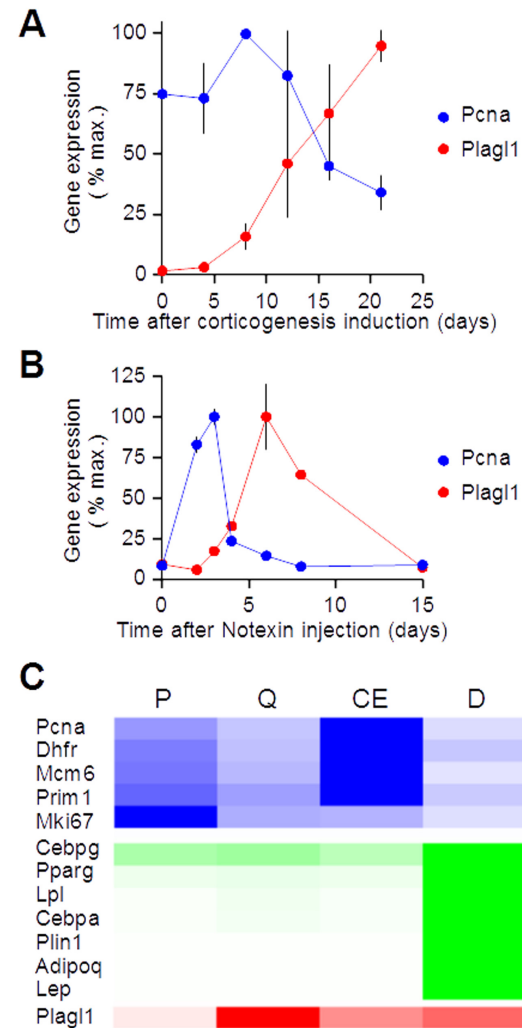 A
Gene expression
( % max.)
100
75
50
25
0
0 5 10 15 20 25
Time after corticogenesis induction (days)
Pcna
Plagl1
B
Gene expression
( % max.)
125
100
75
50
25
0
0 5 10 15
Time after Notexin injection (days)
Pcna
Plagl1
C
P Q CE D
Pcna
Dhfr
Mcm6
Prim1
Mki67
Cebpg
Pparg
Lpl
Cebpa
Plin1
Adipoq
Lep
Plagl1